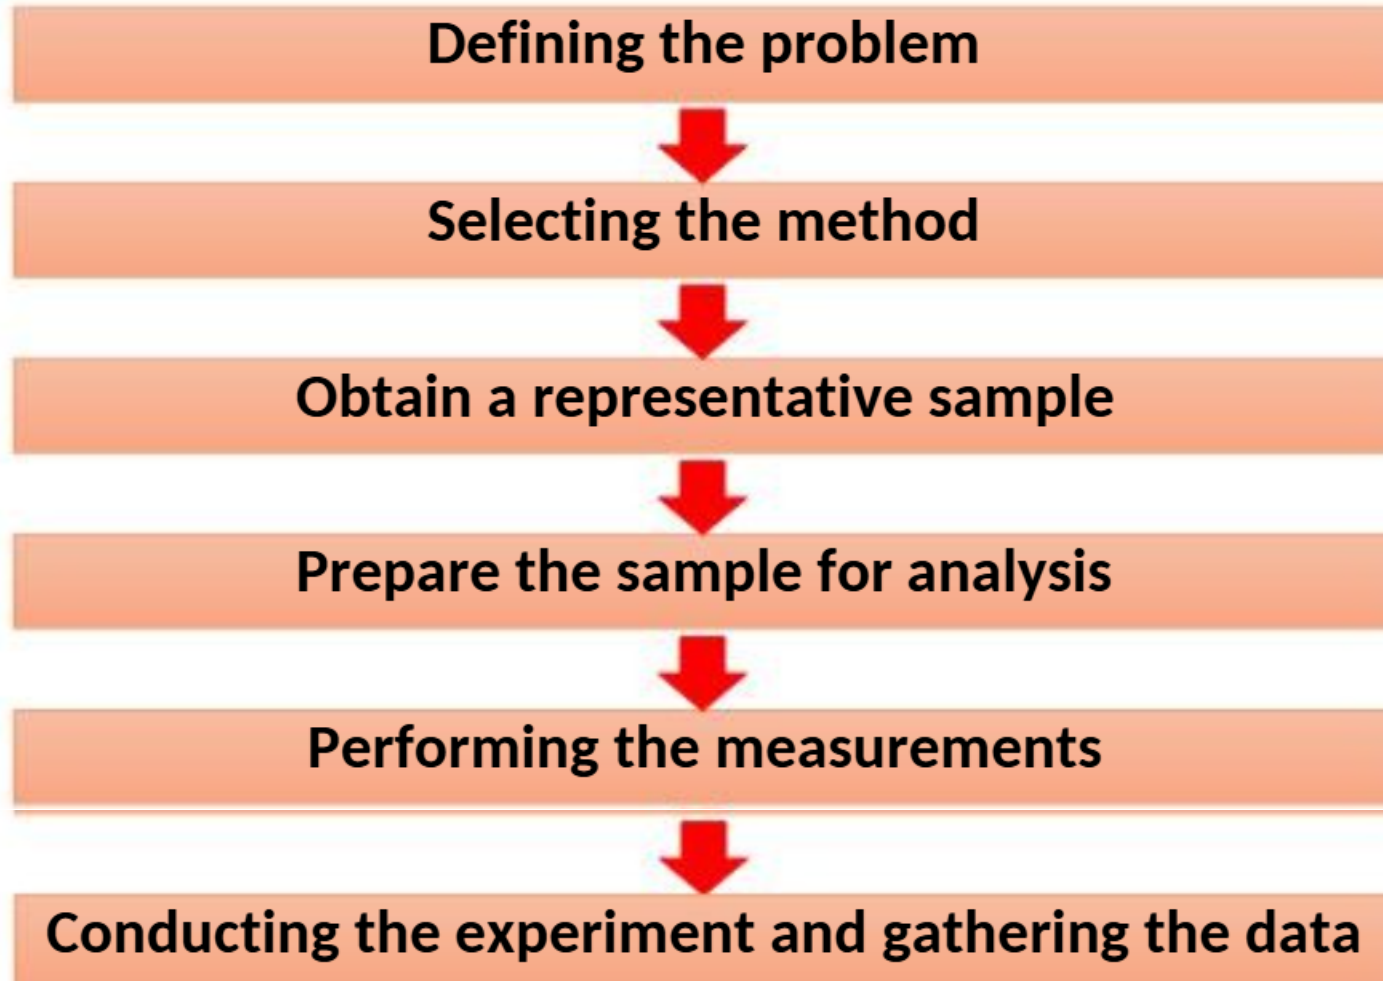 Defining the problem
Selecting the method
Obtain a representative sample
Prepare the sample for analysis
Performing the measurements
Conducting the experiment and gathering the data